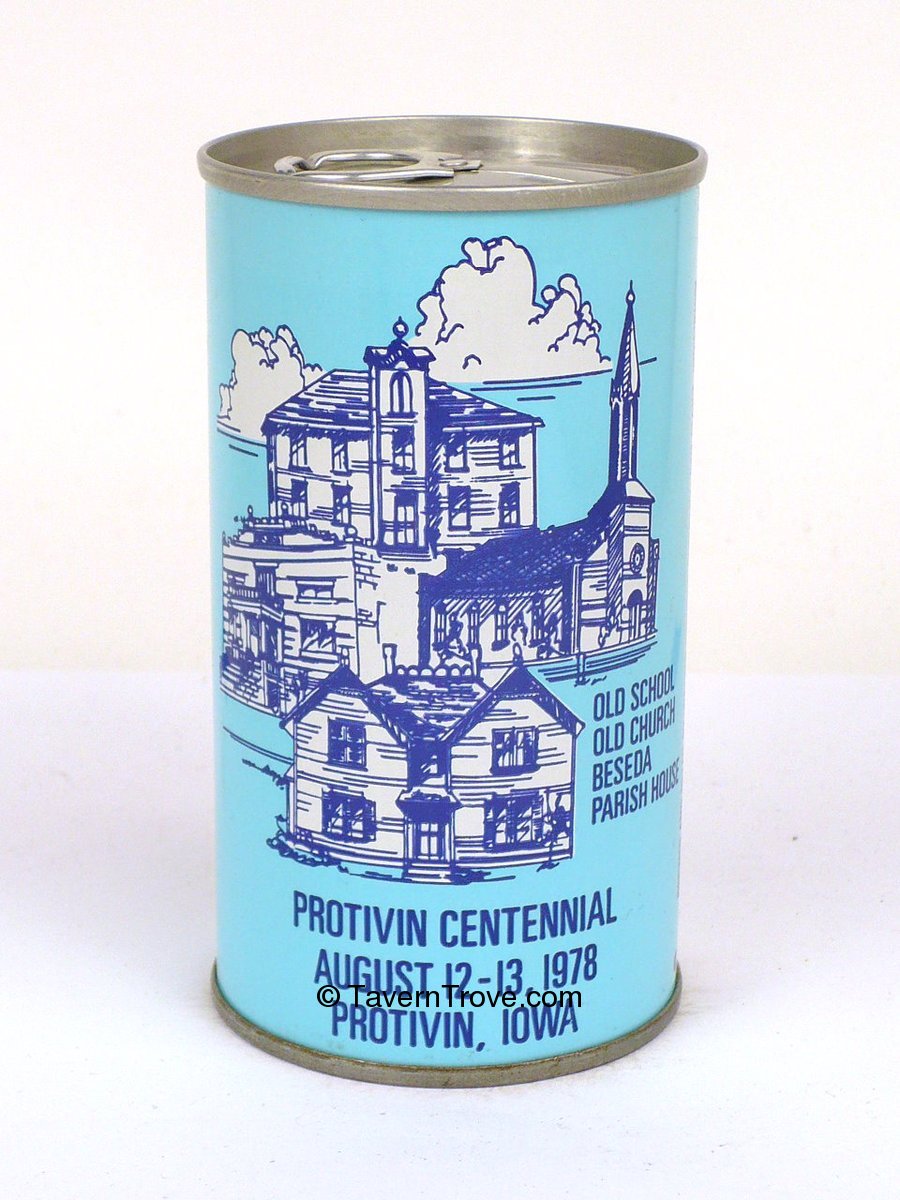 OLD SCHOOL
OLD CHURCH
BESEDA
PARISH HOUSE
PROTIVIN CENTENNIAL
AUGUST 12-13, 1978
© TavernTrove.com
PROTIVIN, IOWA